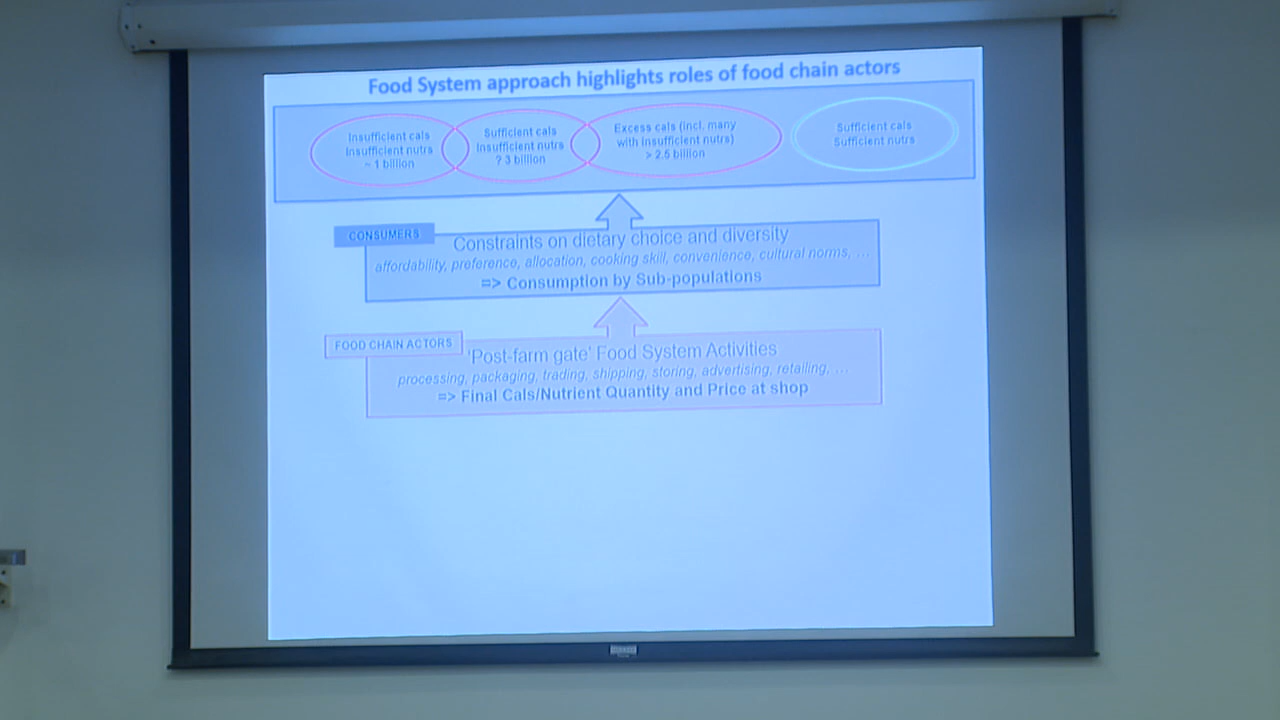 Food System approach highlights roles of food chain actors
Insufficient cals
Insufficient nutrs
~ 1 billion
Sufficient cals
Insufficient nutrs
? 3 billion
Excess cals (incl. many
with insufficient nutrs)
> 2.5 billion
Sufficient cals
Sufficient nutrs
CONSUMERS
Constraints on dietary choice and diversity
affordability, preference, allocation, cooking skill, convenience, cultural norms, …
=> Consumption by Sub-populations
FOOD CHAIN ACTORS
'Post-farm gate' Food System Activities
processing, packaging, trading, shipping, storing, advertising, retailing, …
=> Final Cals/Nutrient Quantity and Price at shop